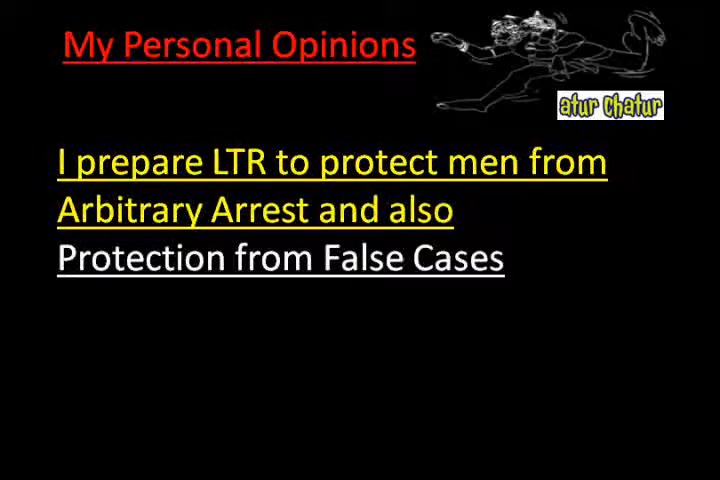 My Personal Opinions
atur chatur
I prepare LTR to protect men from
Arbitrary Arrest and also
Protection from False Cases